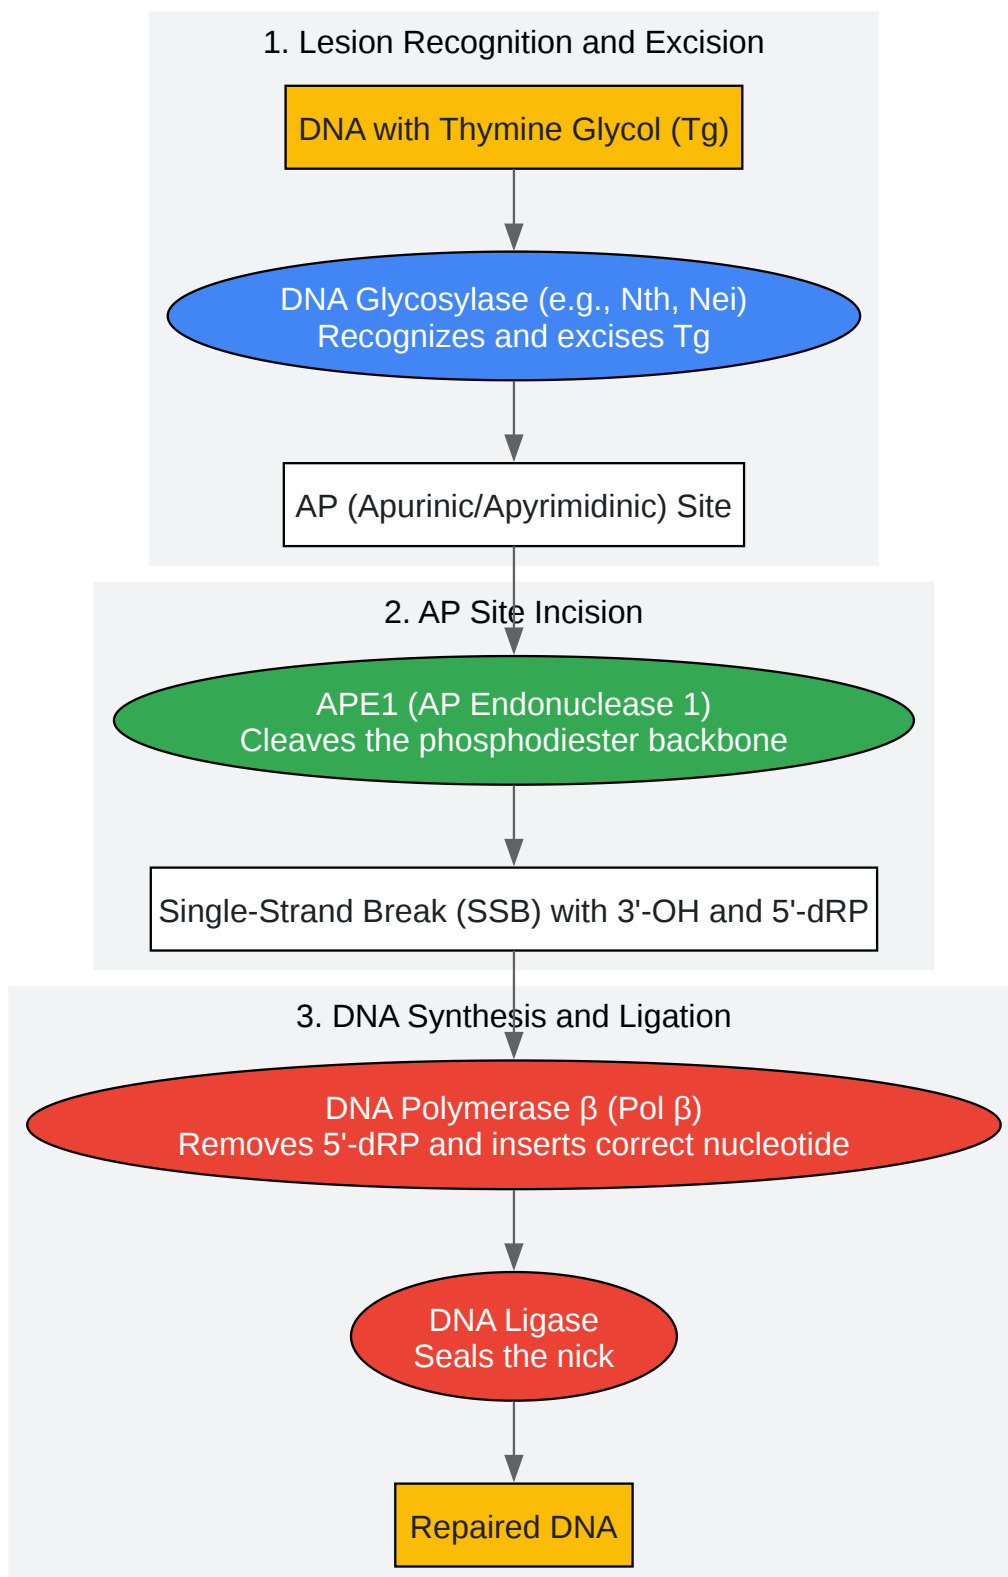 1. Lesion Recognition and Excision
DNA with Thymine Glycol (Tg)
DNA Glycosylase (e.g., Nth, Nei)
Recognizes and excises Tg
AP (Apurinic/Apyrimidinic) Site
2. AP Site Incision
APE1 (AP Endonuclease 1)
Cleaves the phosphodiester backbone
Single-Strand Break (SSB) with 3'-OH and 5'-dRP
3. DNA Synthesis and Ligation
DNA Polymerase β (Pol β)
Removes 5'-dRP and inserts correct nucleotide
DNA Ligase
Seals the nick
Repaired DNA